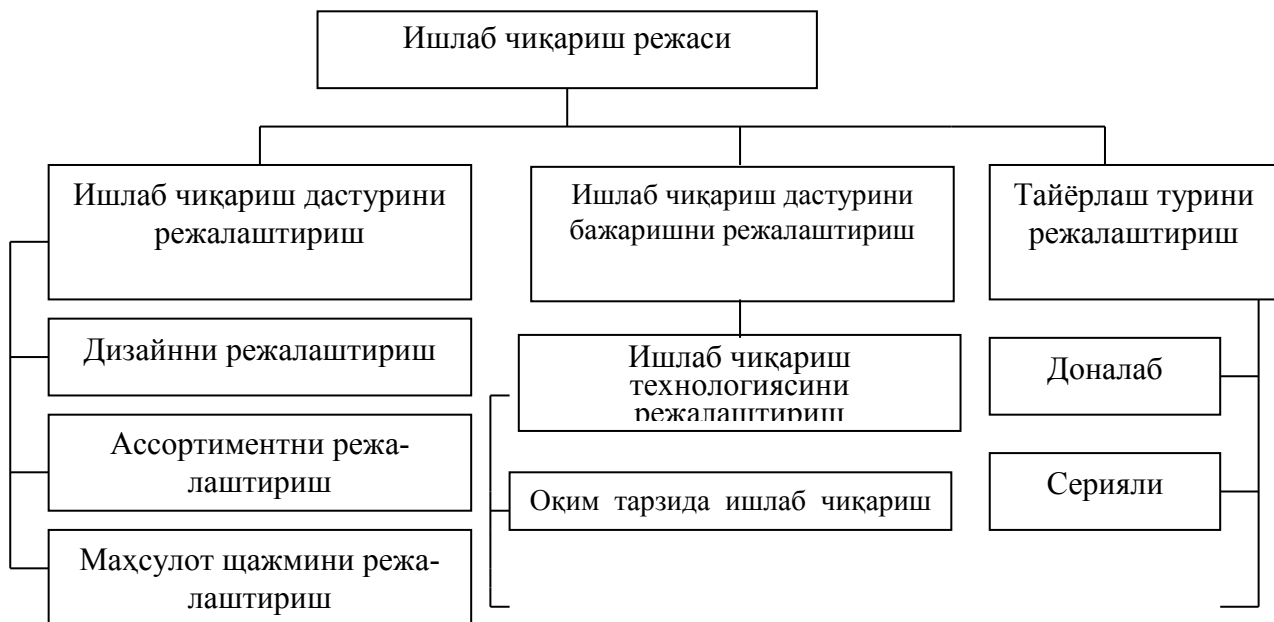 Ишлаб чиқариш режаси
Ишлаб чиқариш дастурини
режалаштириш
Ишлаб чиқариш дастурини
бажаришни режалаштириш
Тайёрлаш турини
режалаштириш
Дизайнни режалаштириш
Ассортиментни режа-
лаштириш
Маҳсулот щажмини режа-
лаштириш
Ишлаб чиқариш
технологиясини
режалаштириш
Оқим тарзида ишлаб чиқариш
Доналаб
Серияли